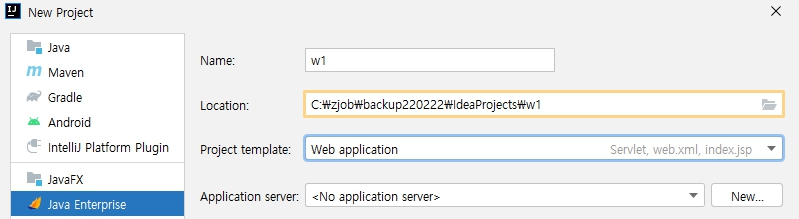 IJ New Project
Java
Maven
Gradle
Android
IntelliJ Platform Plugin
JavaFX
Java Enterprise
Name: w1
Location: C:₩zjob₩backup220222₩IdeaProjects₩w1
Project template: Web application Servlet, web.xml, index.jsp
Application server: <No application server> New...